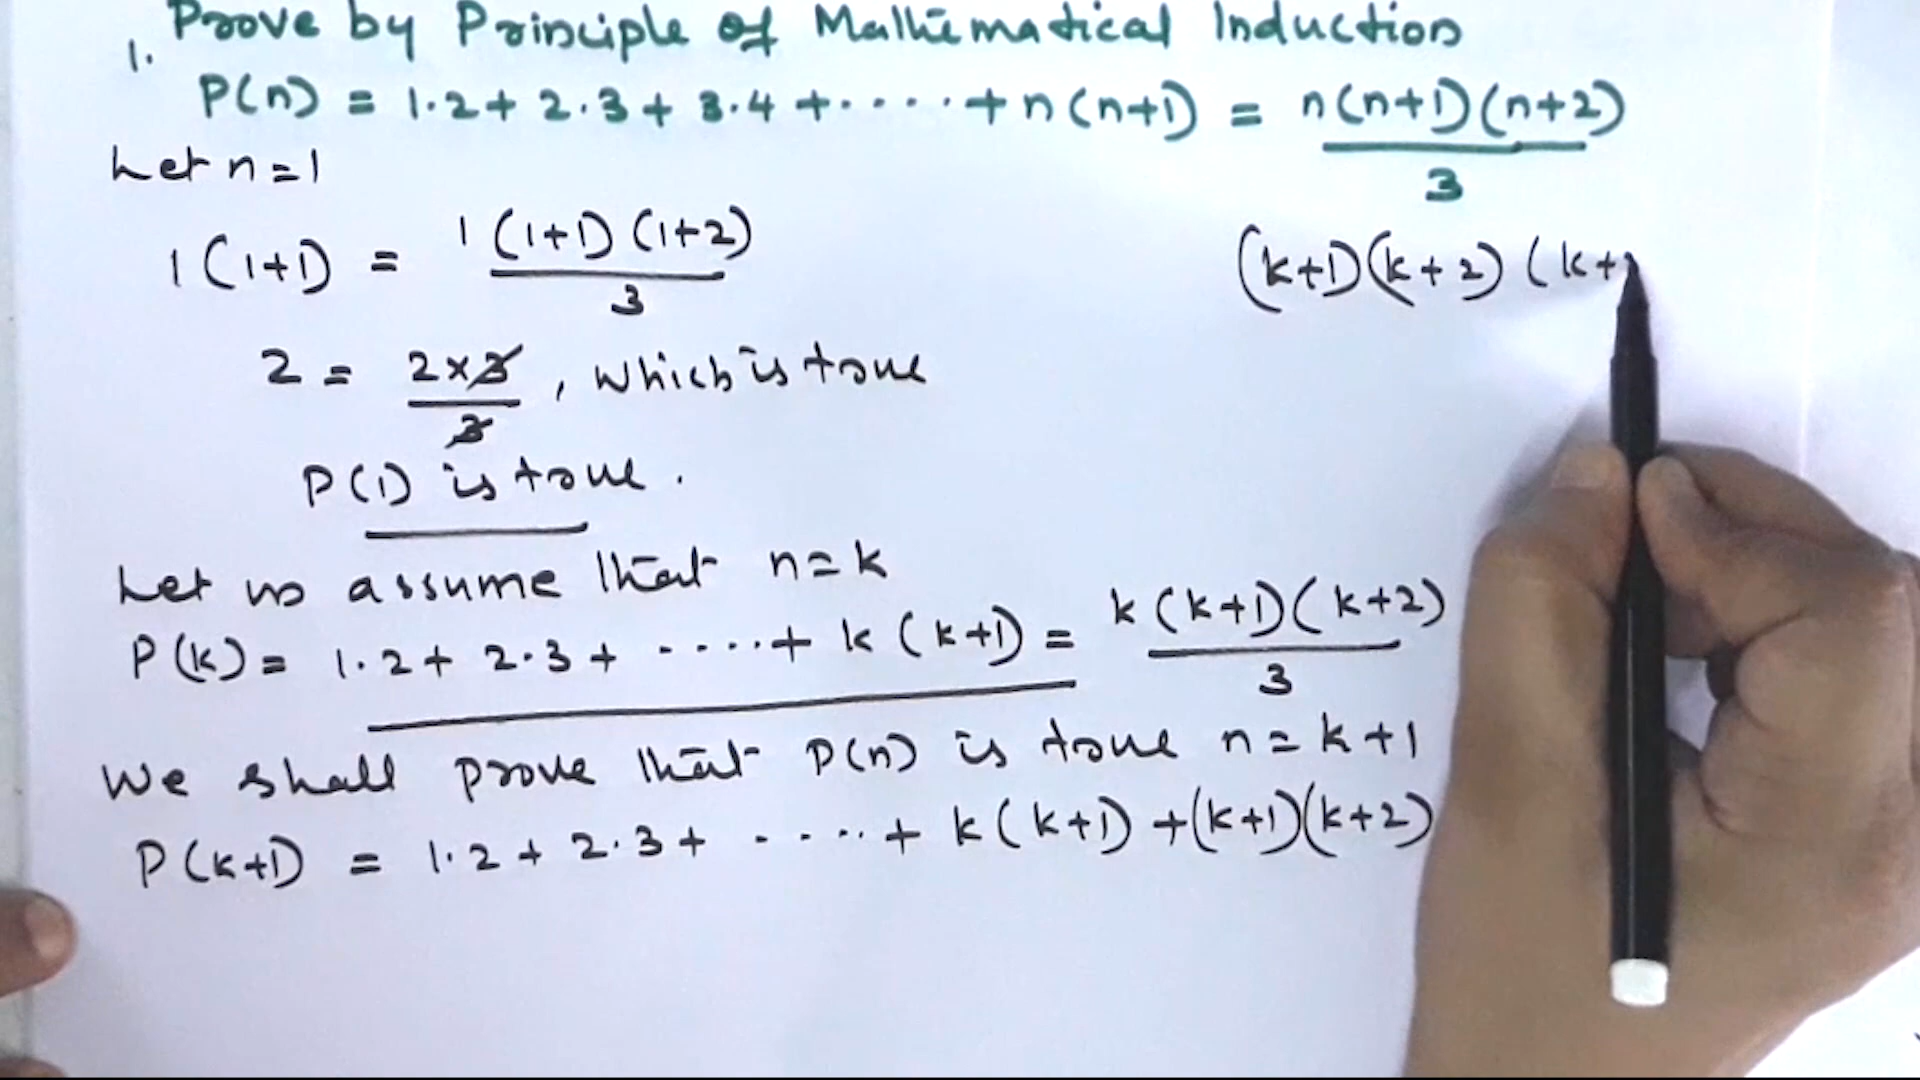 1. Prove by Principle of Mathematical Induction
P(n) = 1·2 + 2·3 + 3·4 + ····· + n(n+1) = n(n+1)(n+2)/3
Let n=1
1(1+1) = 1(1+1)(1+2)/3
(k+1)(k+2)(k+
2 = 2×3/3, which is true
P(1) is true.
Let us assume that n=k
P(k) = 1·2 + 2·3 + ·····+ k(k+1) = k(k+1)(k+2)/3
We shall prove that P(n) is true n=k+1
P(k+1) = 1·2 + 2·3 + ·····+ k(k+1) +(k+1)(k+2)